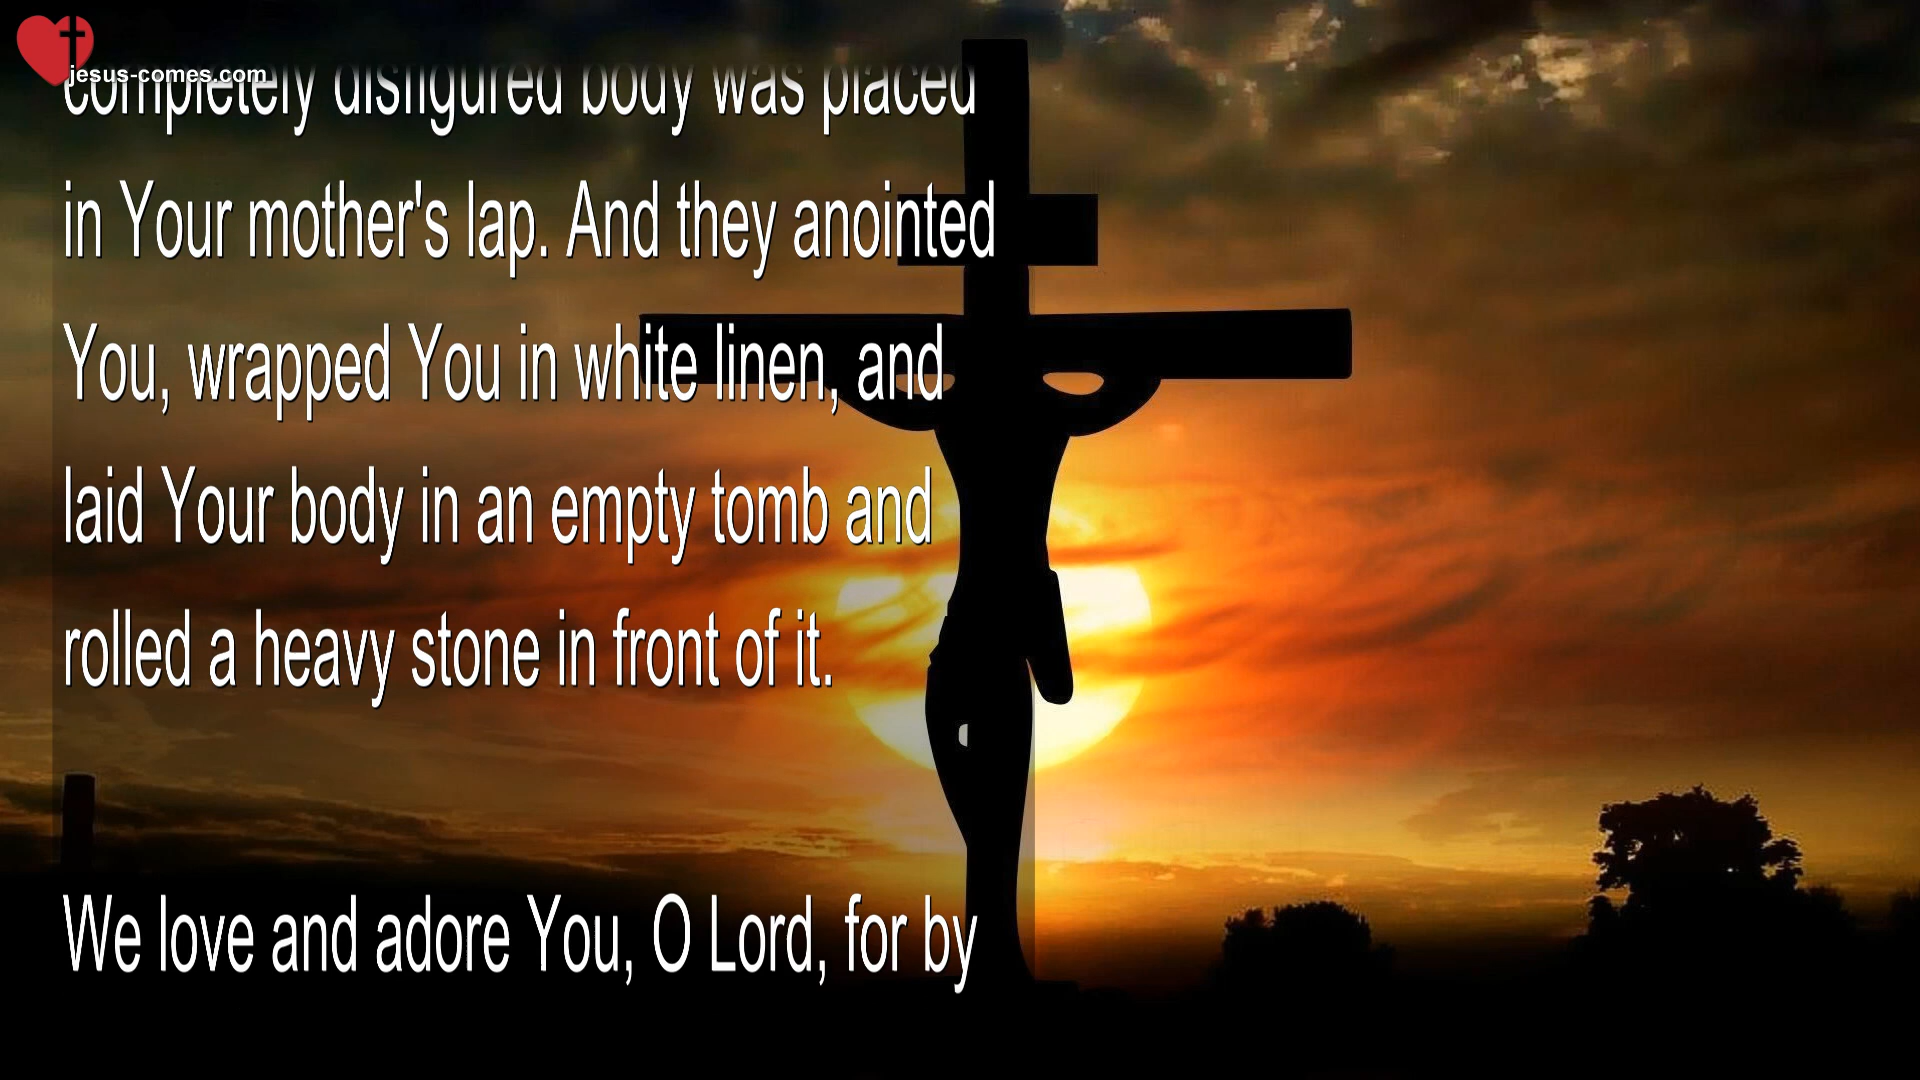 jesus-comes.com
completely disfigured body was placed
in Your mother's lap. And they anointed
You, wrapped You in white linen, and
laid Your body in an empty tomb and
rolled a heavy stone in front of it.
We love and adore You, O Lord, for by